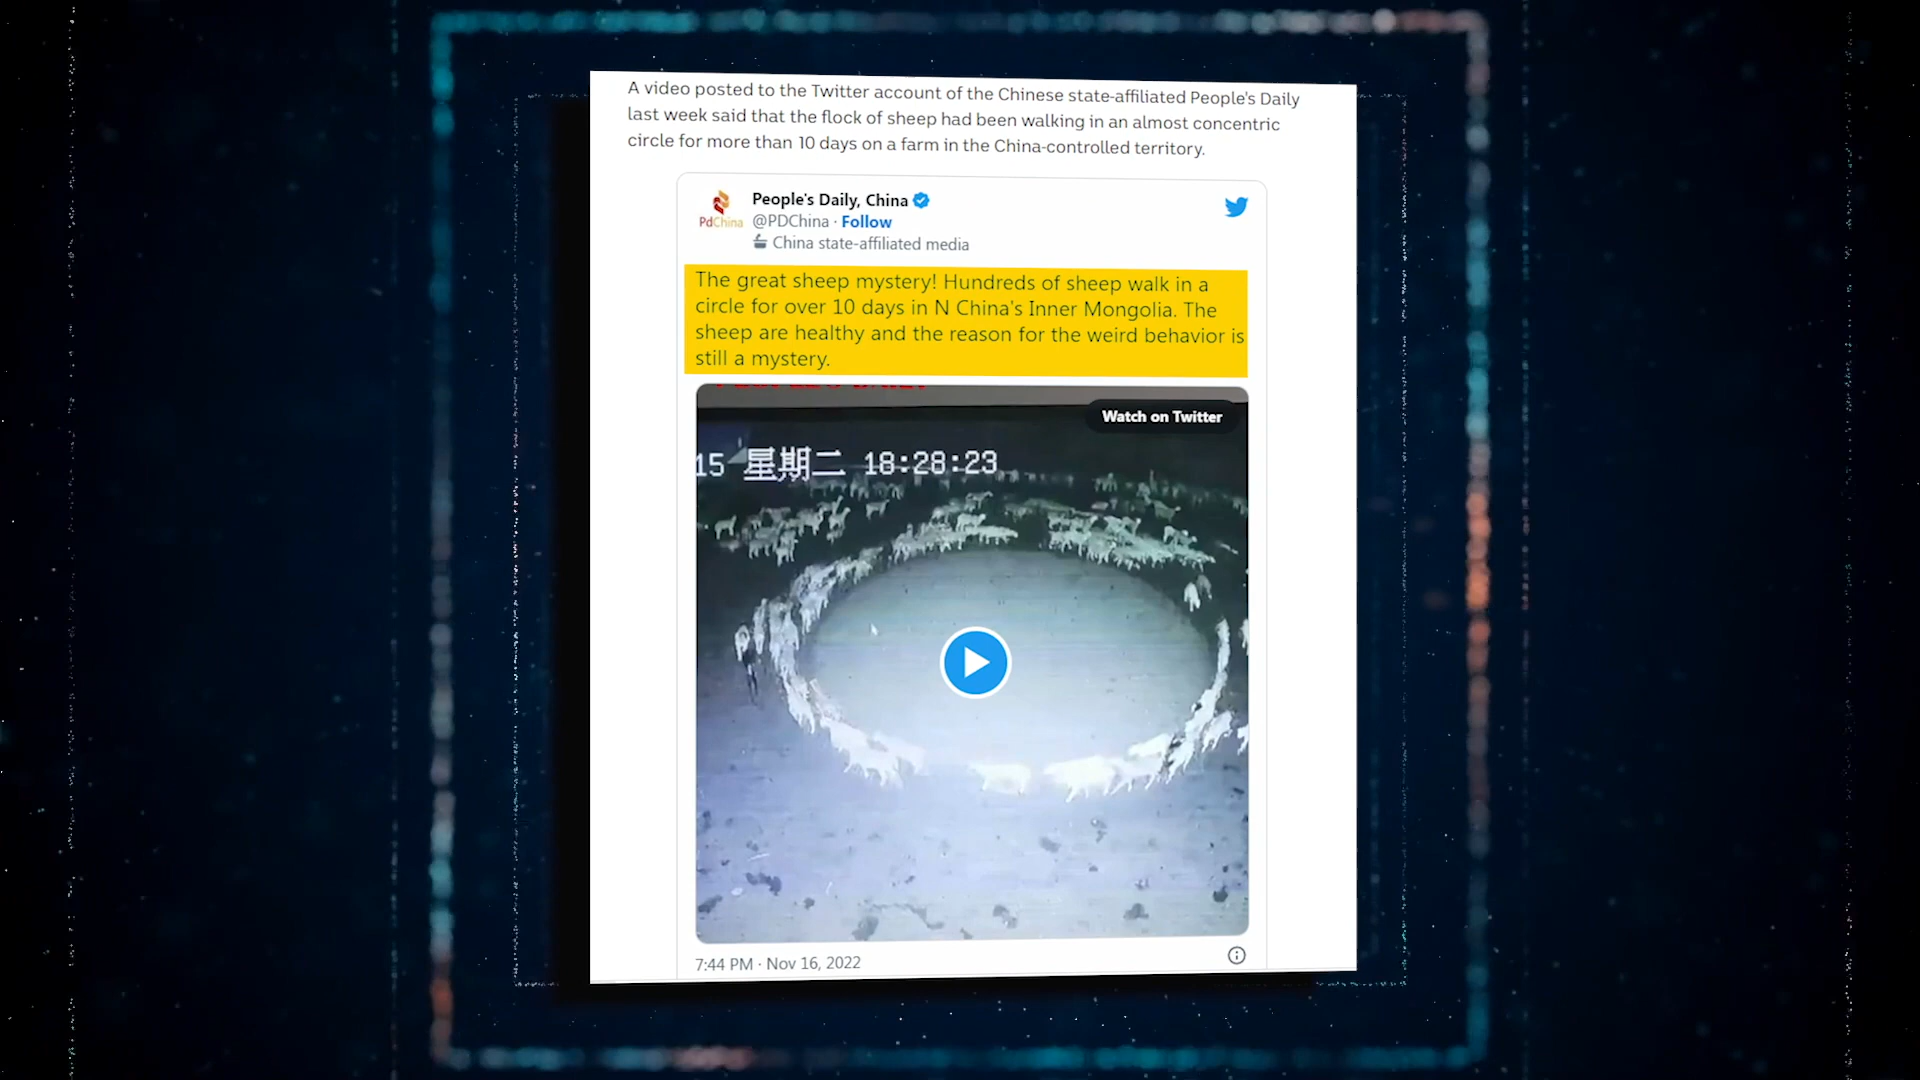 A video posted to the Twitter account of the Chinese state-affiliated People's Daily
last week said that the flock of sheep had been walking in an almost concentric
circle for more than 10 days on a farm in the China-controlled territory.
People's Daily, China
PdChina
@PDChina · Follow
China state-affiliated media
The great sheep mystery! Hundreds of sheep walk in a
circle for over 10 days in N China's Inner Mongolia. The
sheep are healthy and the reason for the weird behavior is
still a mystery.
Watch on Twitter
15 星期二 18:28:23
7:44 PM · Nov 16, 2022